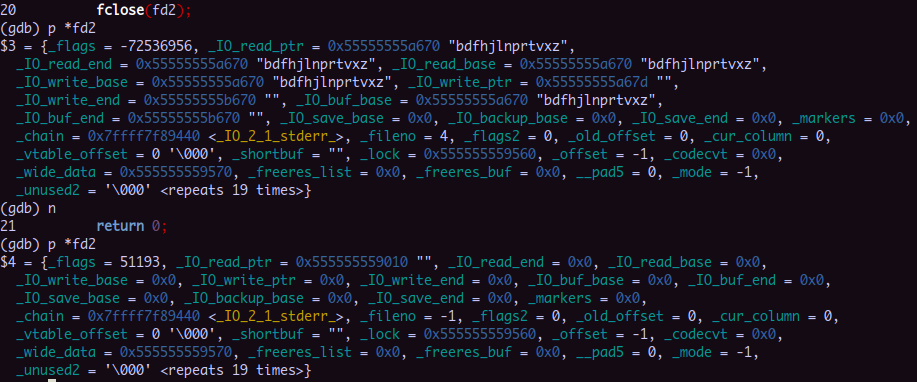 20          fclose(fd2);
(gdb) p *fd2
$3 = {_flags = -72536956, _IO_read_ptr = 0x55555555a670 "bdfhjlnprtvxz",
  _IO_read_end = 0x55555555a670 "bdfhjlnprtvxz", _IO_read_base = 0x55555555a670 "bdfhjlnprtvxz",
  _IO_write_base = 0x55555555a670 "bdfhjlnprtvxz", _IO_write_ptr = 0x55555555a67d "",
  _IO_write_end = 0x55555555b670 "", _IO_buf_base = 0x55555555a670 "bdfhjlnprtvxz",
  _IO_buf_end = 0x55555555b670 "", _IO_save_base = 0x0, _IO_backup_base = 0x0, _IO_save_end = 0x0, _markers = 0x0,
  _chain = 0x7ffff7f89440 <_IO_2_1_stderr_>, _fileno = 4, _flags2 = 0, _old_offset = 0, _cur_column = 0,
  _vtable_offset = 0 '\000', _shortbuf = "", _lock = 0x555555559560, _offset = -1, _codecvt = 0x0,
  _wide_data = 0x555555559570, _freeres_list = 0x0, _freeres_buf = 0x0, __pad5 = 0, _mode = -1,
  _unused2 = '\000' <repeats 19 times>}
(gdb) n
21          return 0;
(gdb) p *fd2
$4 = {_flags = 51193, _IO_read_ptr = 0x555555559010 "", _IO_read_end = 0x0, _IO_read_base = 0x0,
  _IO_write_base = 0x0, _IO_write_ptr = 0x0, _IO_write_end = 0x0, _IO_buf_base = 0x0, _IO_buf_end = 0x0,
  _IO_save_base = 0x0, _IO_backup_base = 0x0, _IO_save_end = 0x0, _markers = 0x0,
  _chain = 0x7ffff7f89440 <_IO_2_1_stderr_>, _fileno = -1, _flags2 = 0, _old_offset = 0, _cur_column = 0,
  _vtable_offset = 0 '\000', _shortbuf = "", _lock = 0x555555559560, _offset = -1, _codecvt = 0x0,
  _wide_data = 0x555555559570, _freeres_list = 0x0, _freeres_buf = 0x0, __pad5 = 0, _mode = -1,
  _unused2 = '\000' <repeats 19 times>}